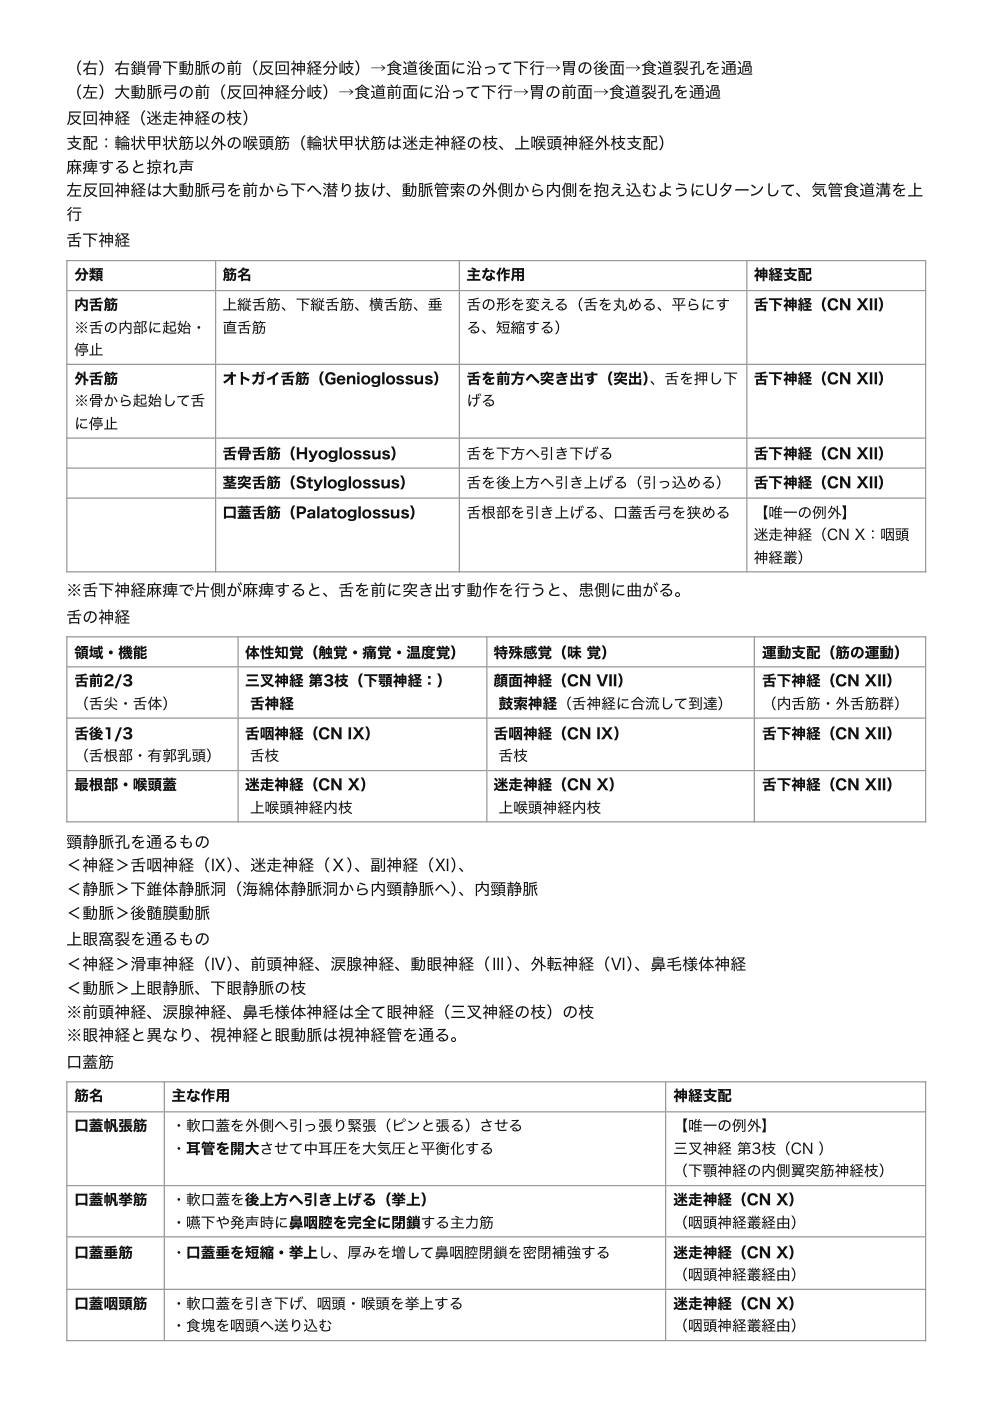 （右）右鎖骨下動脈の前（反回神経分岐）→食道後面に沿って下行→胃の後面→食道裂孔を通過
（左）大動脈弓の前（反回神経分岐）→食道前面に沿って下行→胃の前面→食道裂孔を通過
反回神経（迷走神経の枝）
支配：輪状甲状筋以外の喉頭筋（輪状甲状筋は迷走神経の枝、上喉頭神経外枝支配）
麻痺すると掠れ声
左反回神経は大動脈弓を前から下へ潜り抜け、動脈管索の外側から内側を抱え込むようにUターンして、気管食道溝を上
行
舌下神経
分類 筋名 主な作用 神経支配
内舌筋 上縦舌筋、下縦舌筋、横舌筋、垂 舌の形を変える（舌を丸める、平らにす 舌下神経（CN XII）
※舌の内部に起始・ 直舌筋 る、短縮する）
停止
外舌筋 オトガイ舌筋（Genioglossus） 舌を前方へ突き出す（突出）、舌を押し下 舌下神経（CN XII）
※骨から起始して舌 げる
に停止
舌骨舌筋（Hyoglossus） 舌を下方へ引き下げる 舌下神経（CN XII）
茎突舌筋（Styloglossus） 舌を後上方へ引き上げる（引っ込める） 舌下神経（CN XII）
口蓋舌筋（Palatoglossus） 舌根部を引き上げる、口蓋舌弓を狭める 【唯一の例外】
迷走神経（CN X：咽頭
神経叢）
※舌下神経麻痺で片側が麻痺すると、舌を前に突き出す動作を行うと、患側に曲がる。
舌の神経
領域・機能 体性知覚（触覚・痛覚・温度覚） 特殊感覚（味 覚） 運動支配（筋の運動）
舌前2/3 三叉神経 第3枝（下顎神経：） 顔面神経（CN VII） 舌下神経（CN XII）
（舌尖・舌体） 舌神経 鼓索神経（舌神経に合流して到達） （内舌筋・外舌筋群）
舌後1/3 舌咽神経（CN IX） 舌咽神経（CN IX） 舌下神経（CN XII）
（舌根部・有郭乳頭） 舌枝 舌枝
最根部・喉頭蓋 迷走神経（CN X） 迷走神経（CN X） 舌下神経（CN XII）
上喉頭神経内枝 上喉頭神経内枝
頸静脈孔を通るもの
＜神経＞舌咽神経（Ⅸ）、迷走神経（Ⅹ）、副神経（Ⅺ）、
＜静脈＞下錐体静脈洞（海綿体静脈洞から内頸静脈へ）、内頸静脈
＜動脈＞後髄膜動脈
上眼窩裂を通るもの
＜神経＞滑車神経（Ⅳ）、前頭神経、涙腺神経、動眼神経（Ⅲ）、外転神経（Ⅵ）、鼻毛様体神経
＜動脈＞上眼静脈、下眼静脈の枝
※前頭神経、涙腺神経、鼻毛様体神経は全て眼神経（三叉神経の枝）の枝
※眼神経と異なり、視神経と眼動脈は視神経管を通る。
口蓋筋
筋名 主な作用 神経支配
口蓋帆張筋 ・軟口蓋を外側へ引っ張り緊張（ピンと張る）させる 【唯一の例外】
・耳管を開大させて中耳圧を大気圧と平衡化する 三叉神経 第3枝（CN ）
（下顎神経の内側翼突筋神経枝）
口蓋帆挙筋 ・軟口蓋を後上方へ引き上げる（挙上） 迷走神経（CN X）
・嚥下や発声時に鼻咽腔を完全に閉鎖する主力筋 （咽頭神経叢経由）
口蓋垂筋 ・口蓋垂を短縮・挙上し、厚みを増して鼻咽腔閉鎖を密閉補強する 迷走神経（CN X）
（咽頭神経叢経由）
口蓋咽頭筋 ・軟口蓋を引き下げ、咽頭・喉頭を挙上する 迷走神経（CN X）
・食塊を咽頭へ送り込む （咽頭神経叢経由）